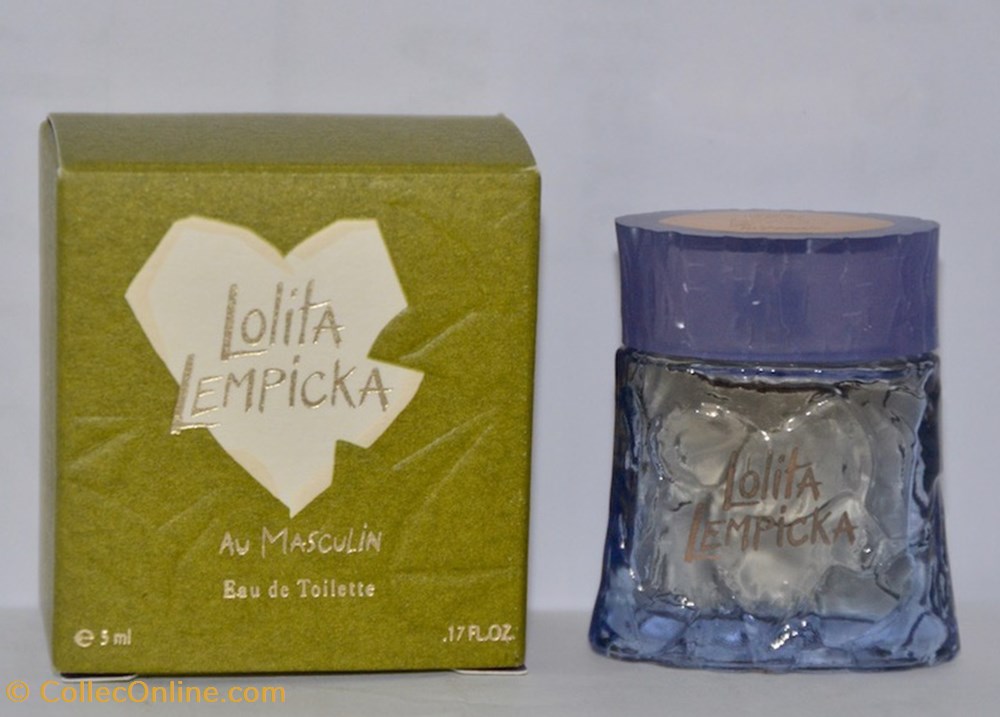 Lolita
LEMPICKA
AU MASCULIN
Eau de Toilette
e 5 ml
.17 FL.OZ.
Lolita
LEMPICKA
© CollecOnline.com